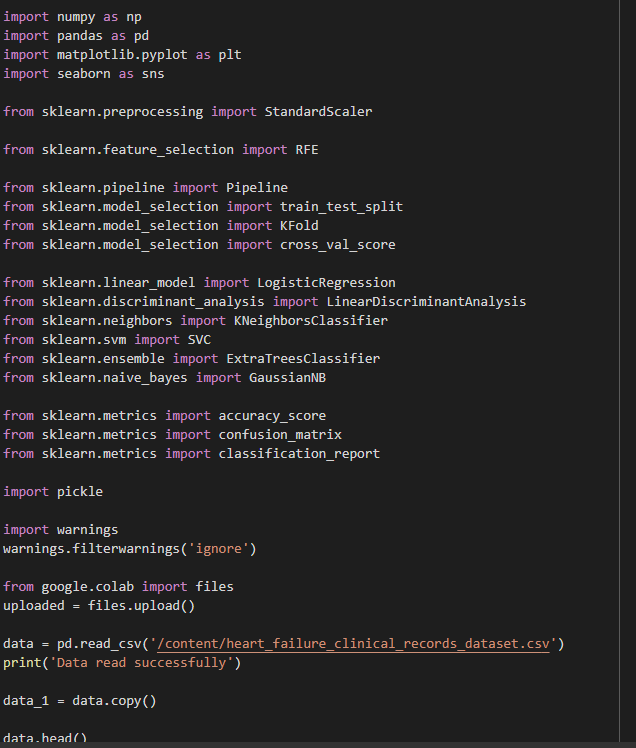 import numpy as np
import pandas as pd
import matplotlib.pyplot as plt
import seaborn as sns
from sklearn.preprocessing import StandardScaler
from sklearn.feature_selection import RFE
from sklearn.pipeline import Pipeline
from sklearn.model_selection import train_test_split
from sklearn.model_selection import KFold
from sklearn.model_selection import cross_val_score
from sklearn.linear_model import LogisticRegression
from sklearn.discriminant_analysis import LinearDiscriminantAnalysis
from sklearn.neighbors import KNeighborsClassifier
from sklearn.svm import SVC
from sklearn.ensemble import ExtraTreesClassifier
from sklearn.naive_bayes import GaussianNB
from sklearn.metrics import accuracy_score
from sklearn.metrics import confusion_matrix
from sklearn.metrics import classification_report
import pickle
import warnings
warnings.filterwarnings('ignore')
from google.colab import files
uploaded = files.upload()
data = pd.read_csv('/content/heart_failure_clinical_records_dataset.csv')
print('Data read successfully')
data_1 = data.copy()
data.head()